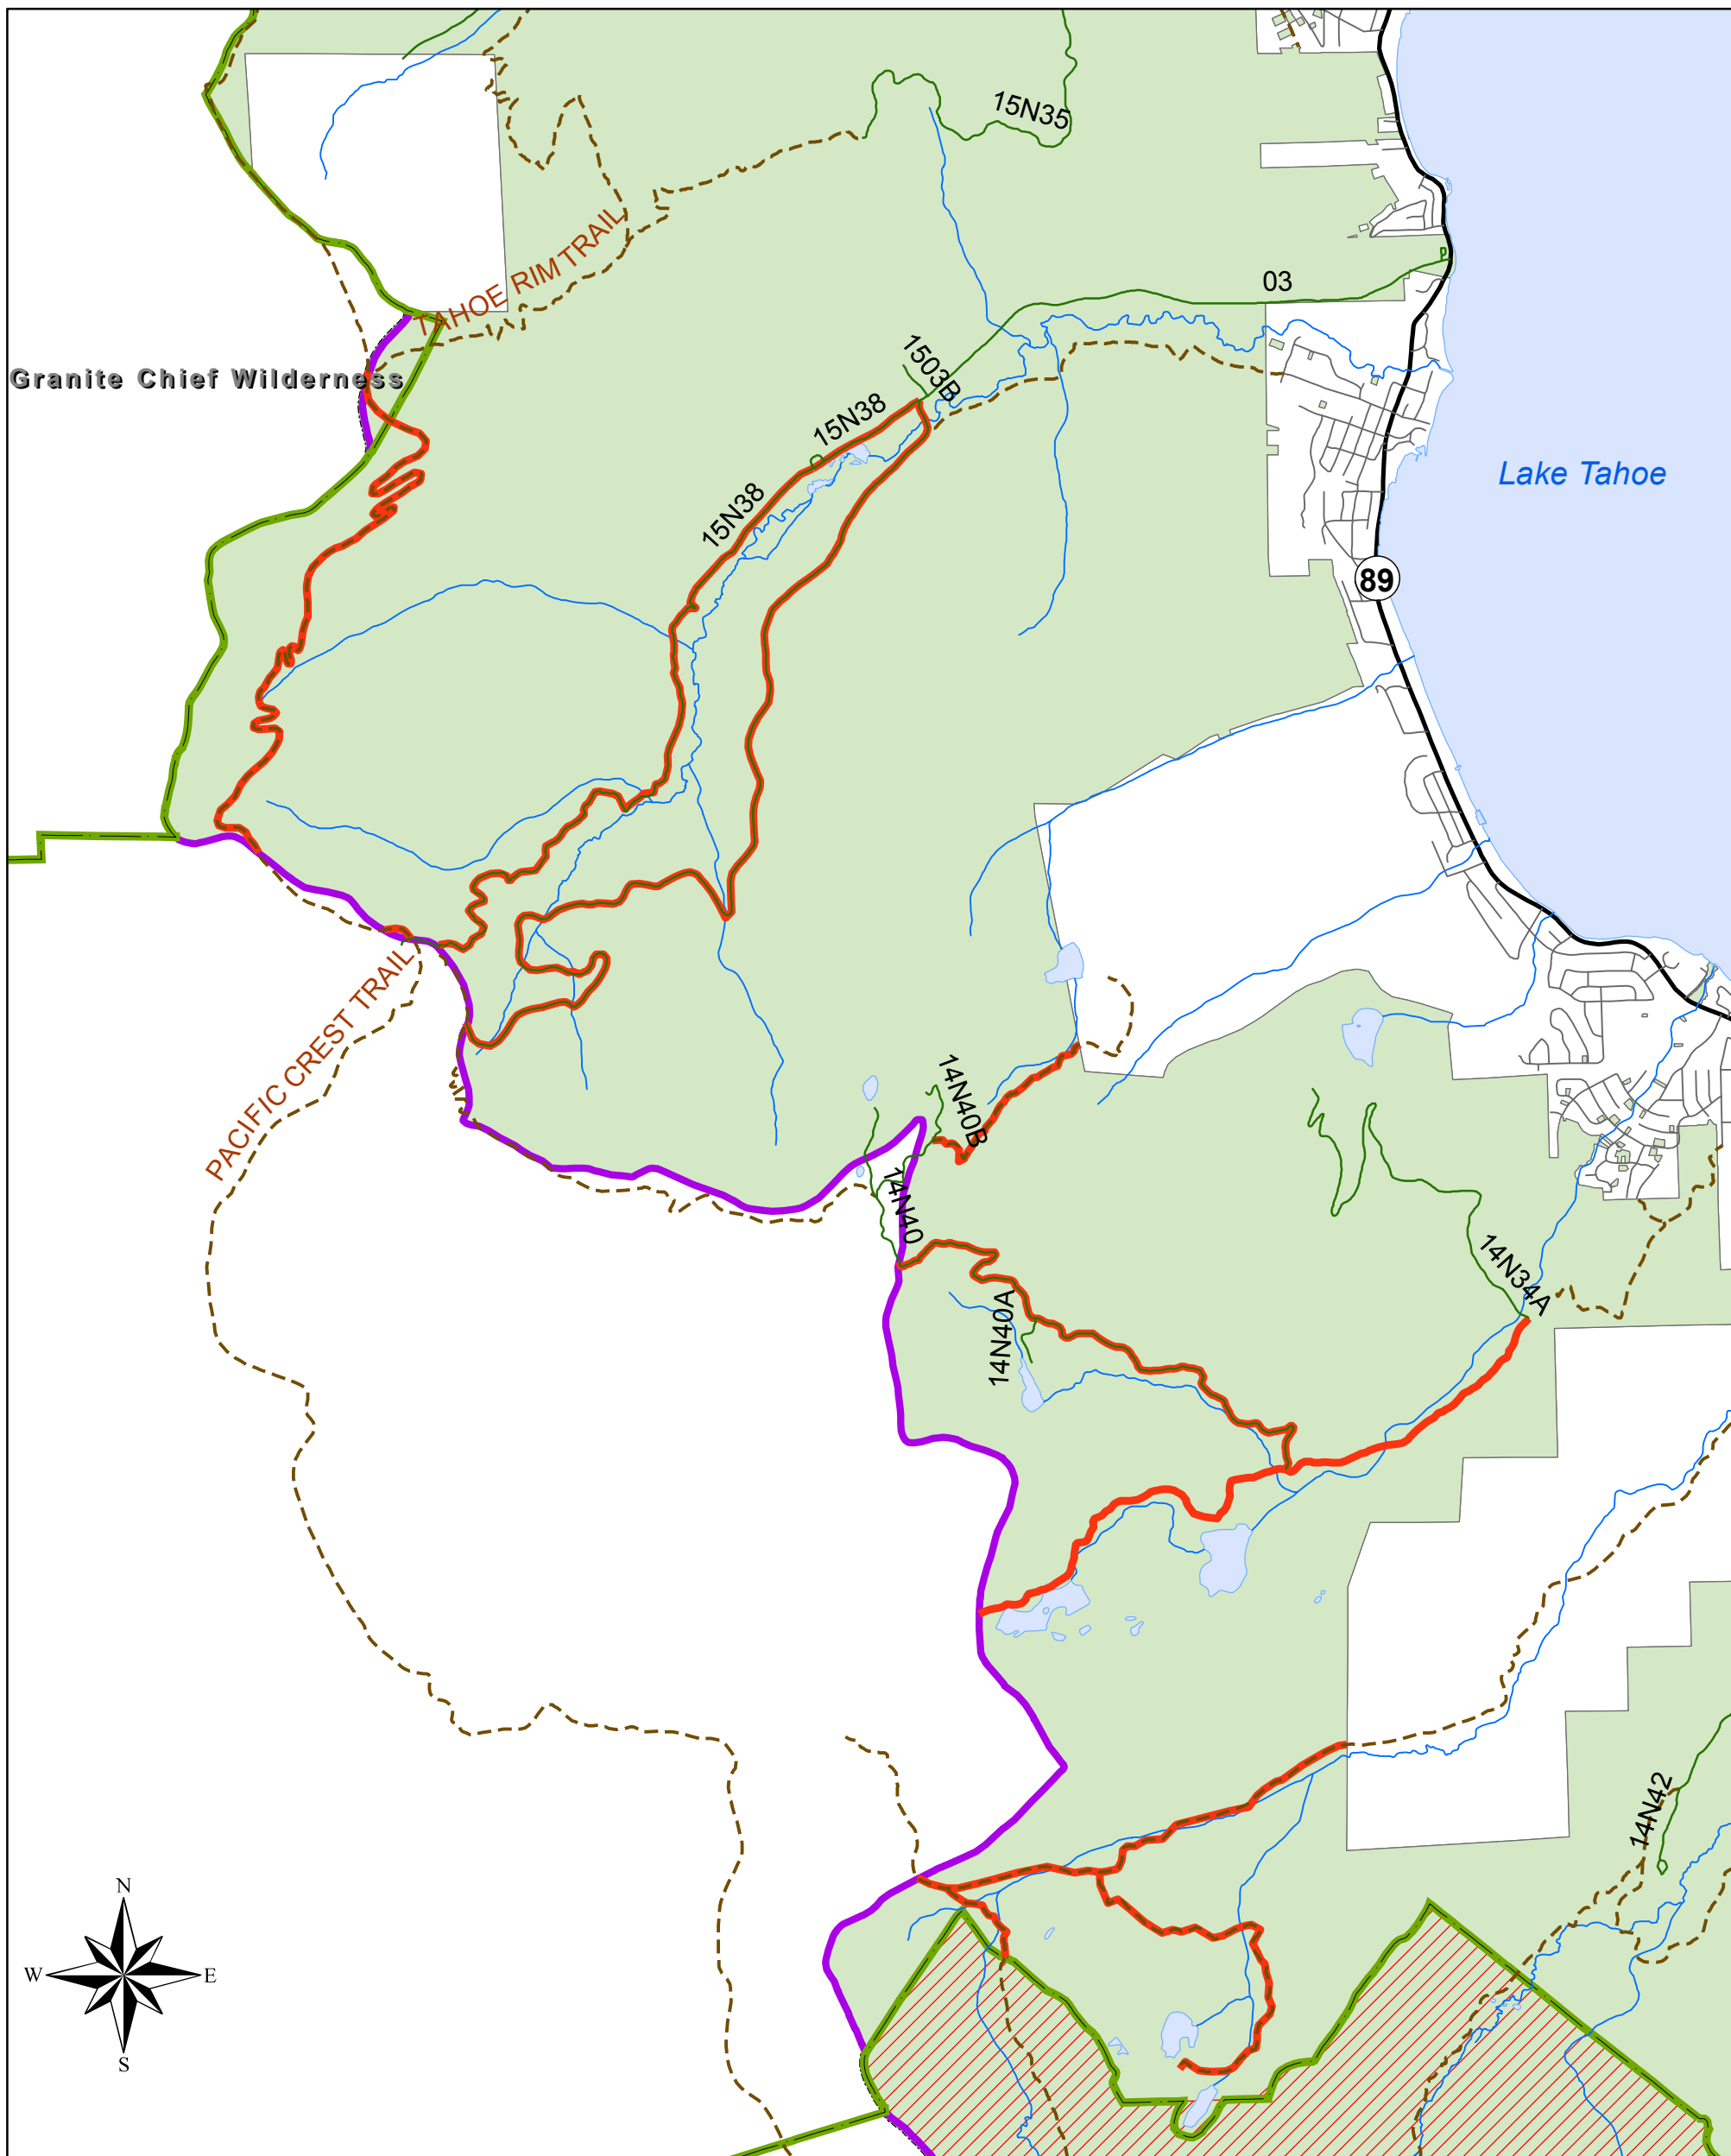 15N35
TAHOE RIM TRAIL
03
1503B
Granite Chief Wilderness
15N38
Lake Tahoe
15N38
89
PACIFIC CREST TRAIL
14N40B
14N40
14N34A
14N40A
14N42
N
W
E
S